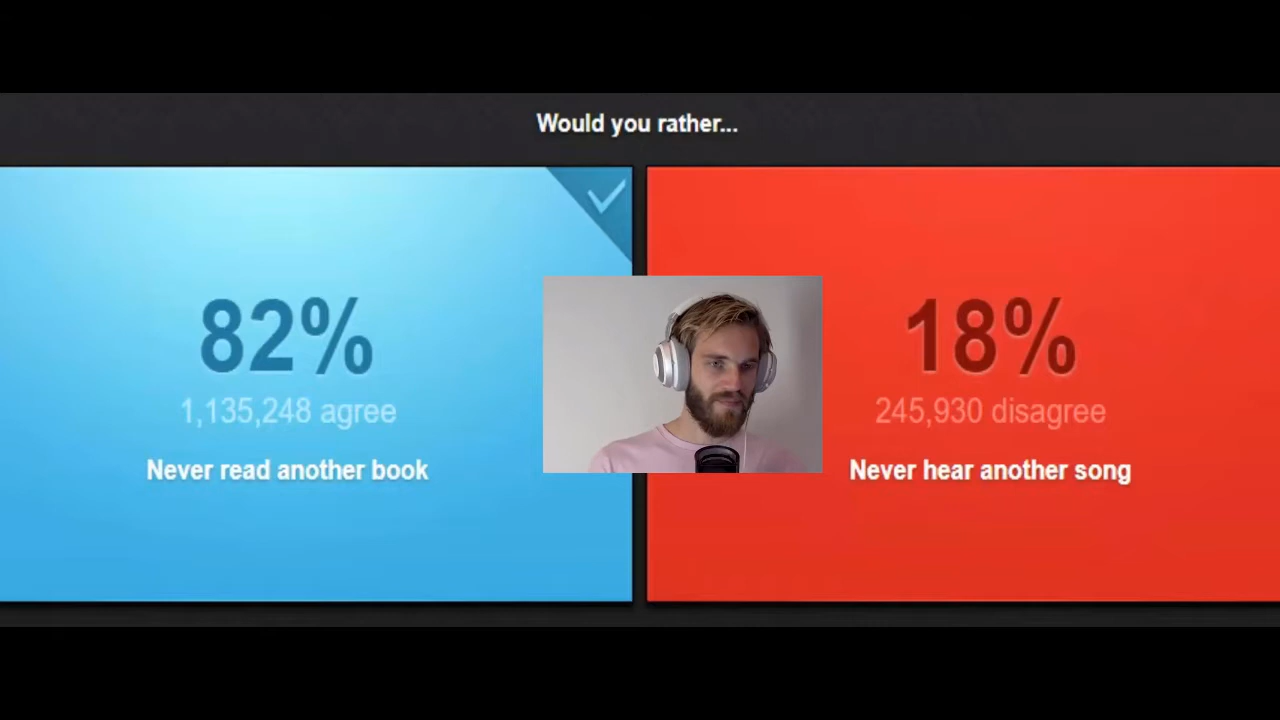 Would you rather...
82%
1,135,248 agree
Never read another book
18%
245,930 disagree
Never hear another song